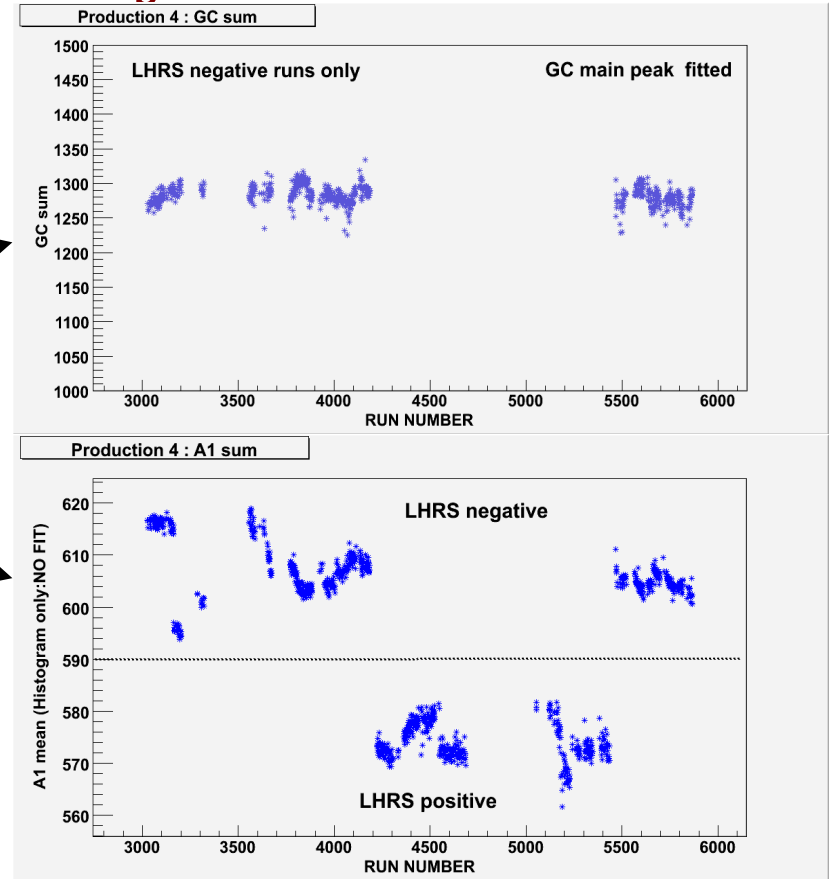 Production 4 : GC sum
LHRS negative runs only
GC main peak fitted
GC sum
1500
1450
1400
1350
1300
1250
1200
1150
1100
1050
1000
3000 3500 4000 4500 5000 5500 6000
RUN NUMBER
Production 4 : A1 sum
LHRS negative
A1 mean (Histogram only:NO FIT)
620
610
600
590
580
570
560
LHRS positive
3000 3500 4000 4500 5000 5500 6000
RUN NUMBER